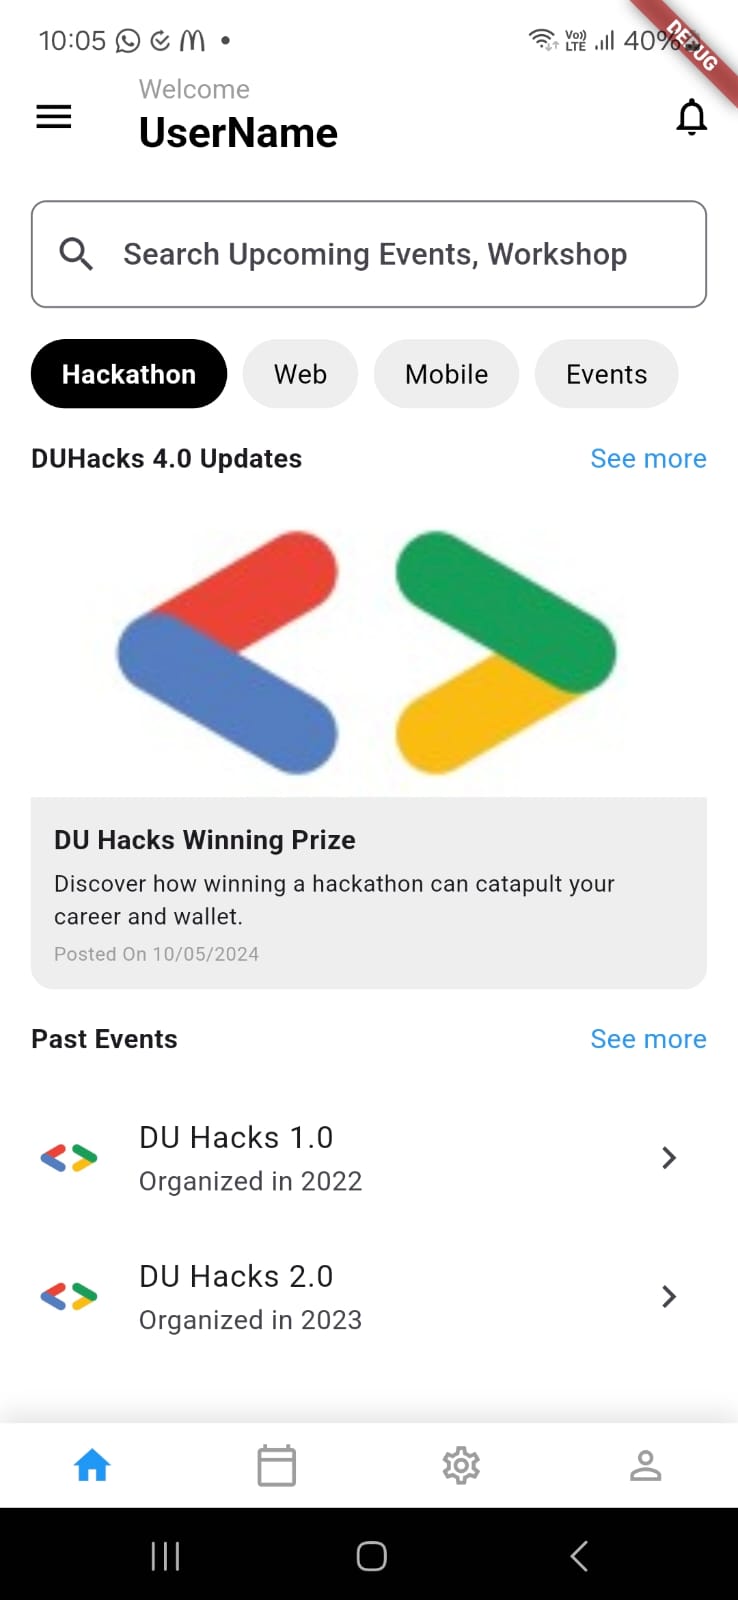 10:05
Vo))
LTE
40%
DEBUG
Welcome
UserName
Search Upcoming Events, Workshop
Hackathon Web Mobile Events
DUHacks 4.0 Updates See more
DU Hacks Winning Prize
Discover how winning a hackathon can catapult your
career and wallet.
Posted On 10/05/2024
Past Events See more
DU Hacks 1.0
Organized in 2022
DU Hacks 2.0
Organized in 2023